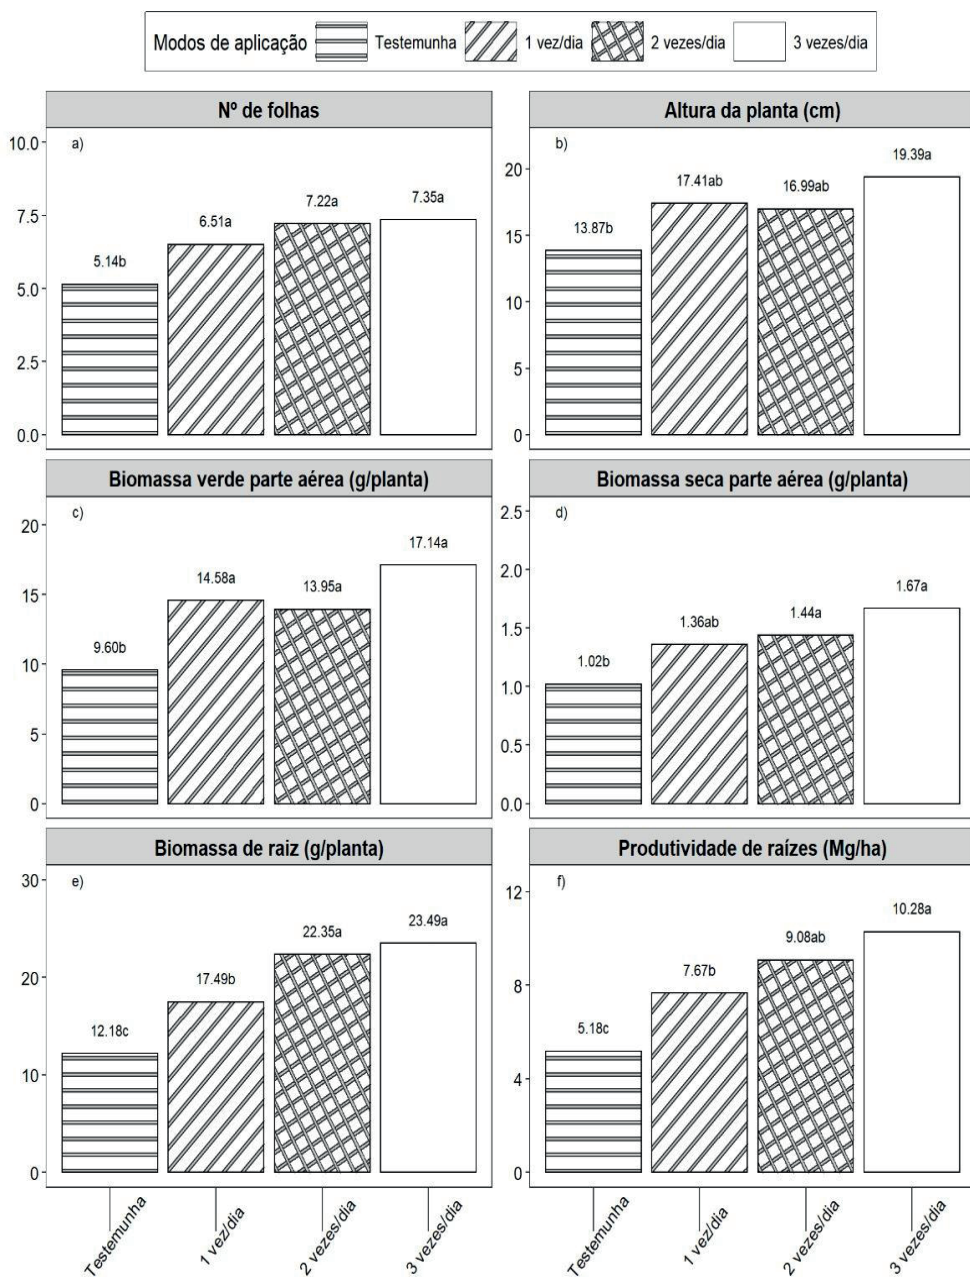 Modos de aplicação Testemunha 1 vez/dia 2 vezes/dia 3 vezes/dia
Nº de folhas
a)
10.0
7.5
5.0
2.5
0.0
5.14b
6.51a
7.22a
7.35a
Altura da planta (cm)
b)
20
15
10
5
0
13.87b
17.41ab
16.99ab
19.39a
Biomassa verde parte aérea (g/planta)
c)
20
15
10
5
0
9.60b
14.58a
13.95a
17.14a
Biomassa seca parte aérea (g/planta)
d)
2.5
2.0
1.5
1.0
0.5
0.0
1.02b
1.36ab
1.44a
1.67a
Biomassa de raiz (g/planta)
e)
30
20
10
0
12.18c
17.49b
22.35a
23.49a
Produtividade de raízes (Mg/ha)
f)
12
8
4
0
5.18c
7.67b
9.08ab
10.28a
Testemunha
1 vez/dia
2 vezes/dia
3 vezes/dia
Testemunha
1 vez/dia
2 vezes/dia
3 vezes/dia